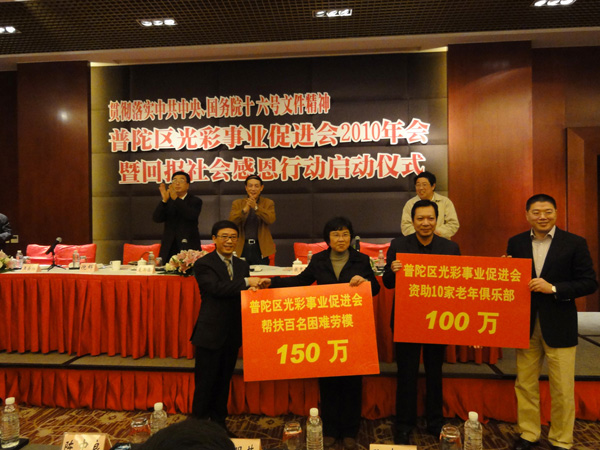 贯彻落实中共中央、国务院十六号文件精神
普陀区光彩事业促进会2010年会
暨回报社会感恩行动启动仪式
普陀区光彩事业促进会
帮扶百名困难劳模
150万
普陀区光彩事业促进会
资助10家老年俱乐部
100万